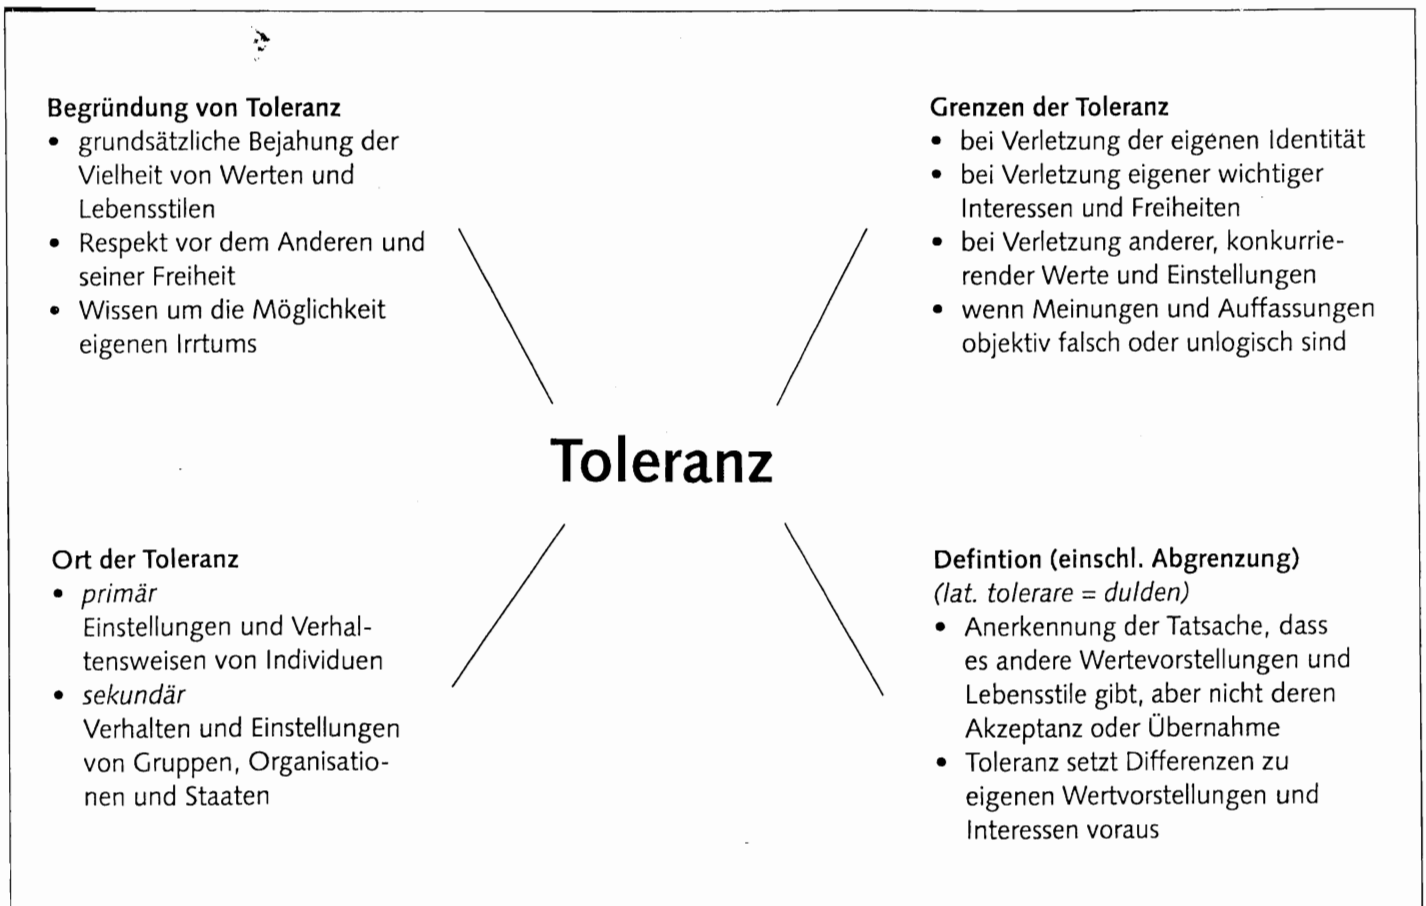 Begründung von Toleranz
• grundsätzliche Bejahung der
Vielheit von Werten und
Lebensstilen
• Respekt vor dem Anderen und
seiner Freiheit
• Wissen um die Möglichkeit
eigenen Irrtums
Grenzen der Toleranz
• bei Verletzung der eigenen Identität
• bei Verletzung eigener wichtiger
Interessen und Freiheiten
• bei Verletzung anderer, konkurrie-
render Werte und Einstellungen
• wenn Meinungen und Auffassungen
objektiv falsch oder unlogisch sind
Toleranz
Ort der Toleranz
• primär
Einstellungen und Verhal-
tensweisen von Individuen
• sekundär
Verhalten und Einstellungen
von Gruppen, Organisatio-
nen und Staaten
Defintion (einschl. Abgrenzung)
(lat. tolerare = dulden)
• Anerkennung der Tatsache, dass
es andere Wertevorstellungen und
Lebensstile gibt, aber nicht deren
Akzeptanz oder Übernahme
• Toleranz setzt Differenzen zu
eigenen Wertvorstellungen und
Interessen voraus